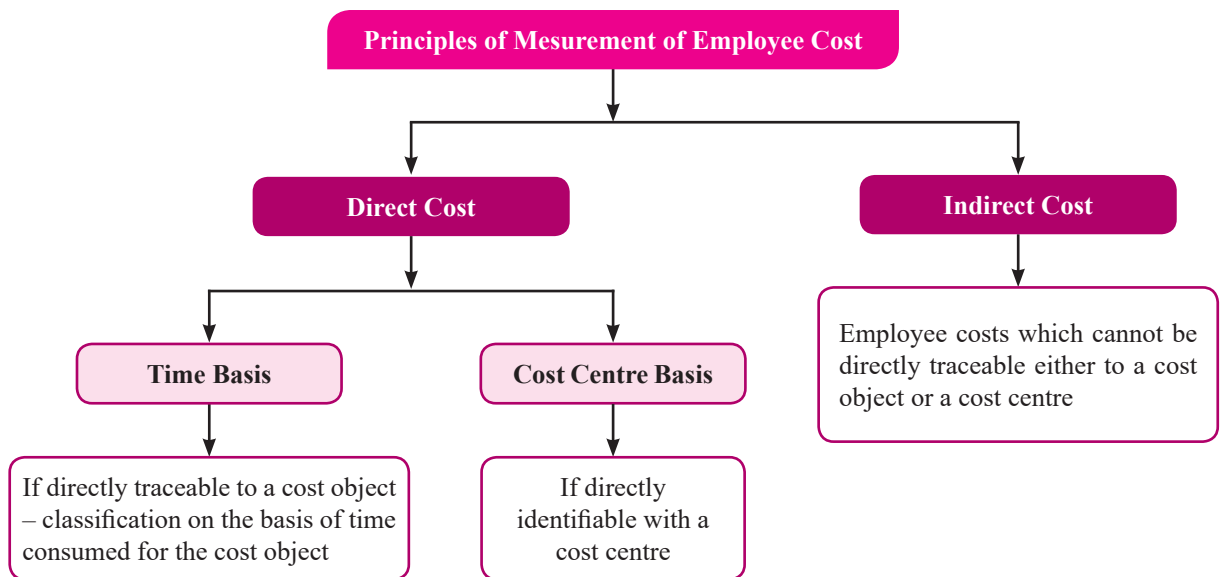 Principles of Mesurement of Employee Cost
Direct Cost
Indirect Cost
Time Basis
Cost Centre Basis
Employee costs which cannot be
directly traceable either to a cost
object or a cost centre
If directly traceable to a cost object
– classification on the basis of time
consumed for the cost object
If directly
identifiable with a
cost centre